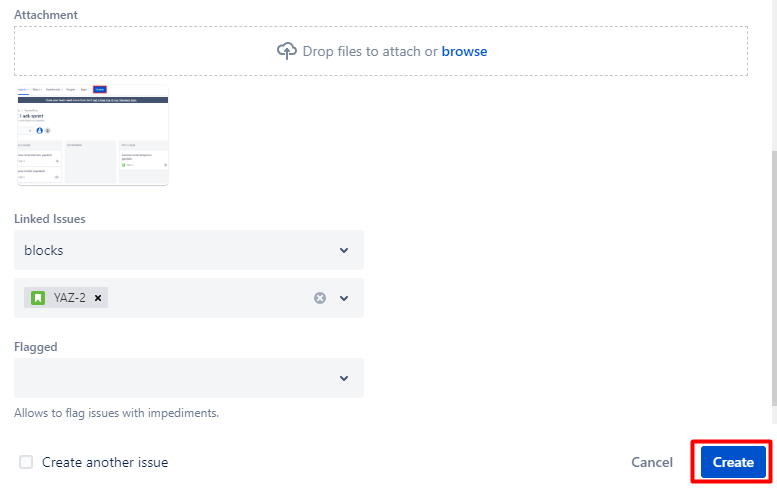 Attachment
Drop files to attach or browse
Linked Issues
blocks
YAZ-2
Flagged
Allows to flag issues with impediments.
Create another issue
Cancel
Create